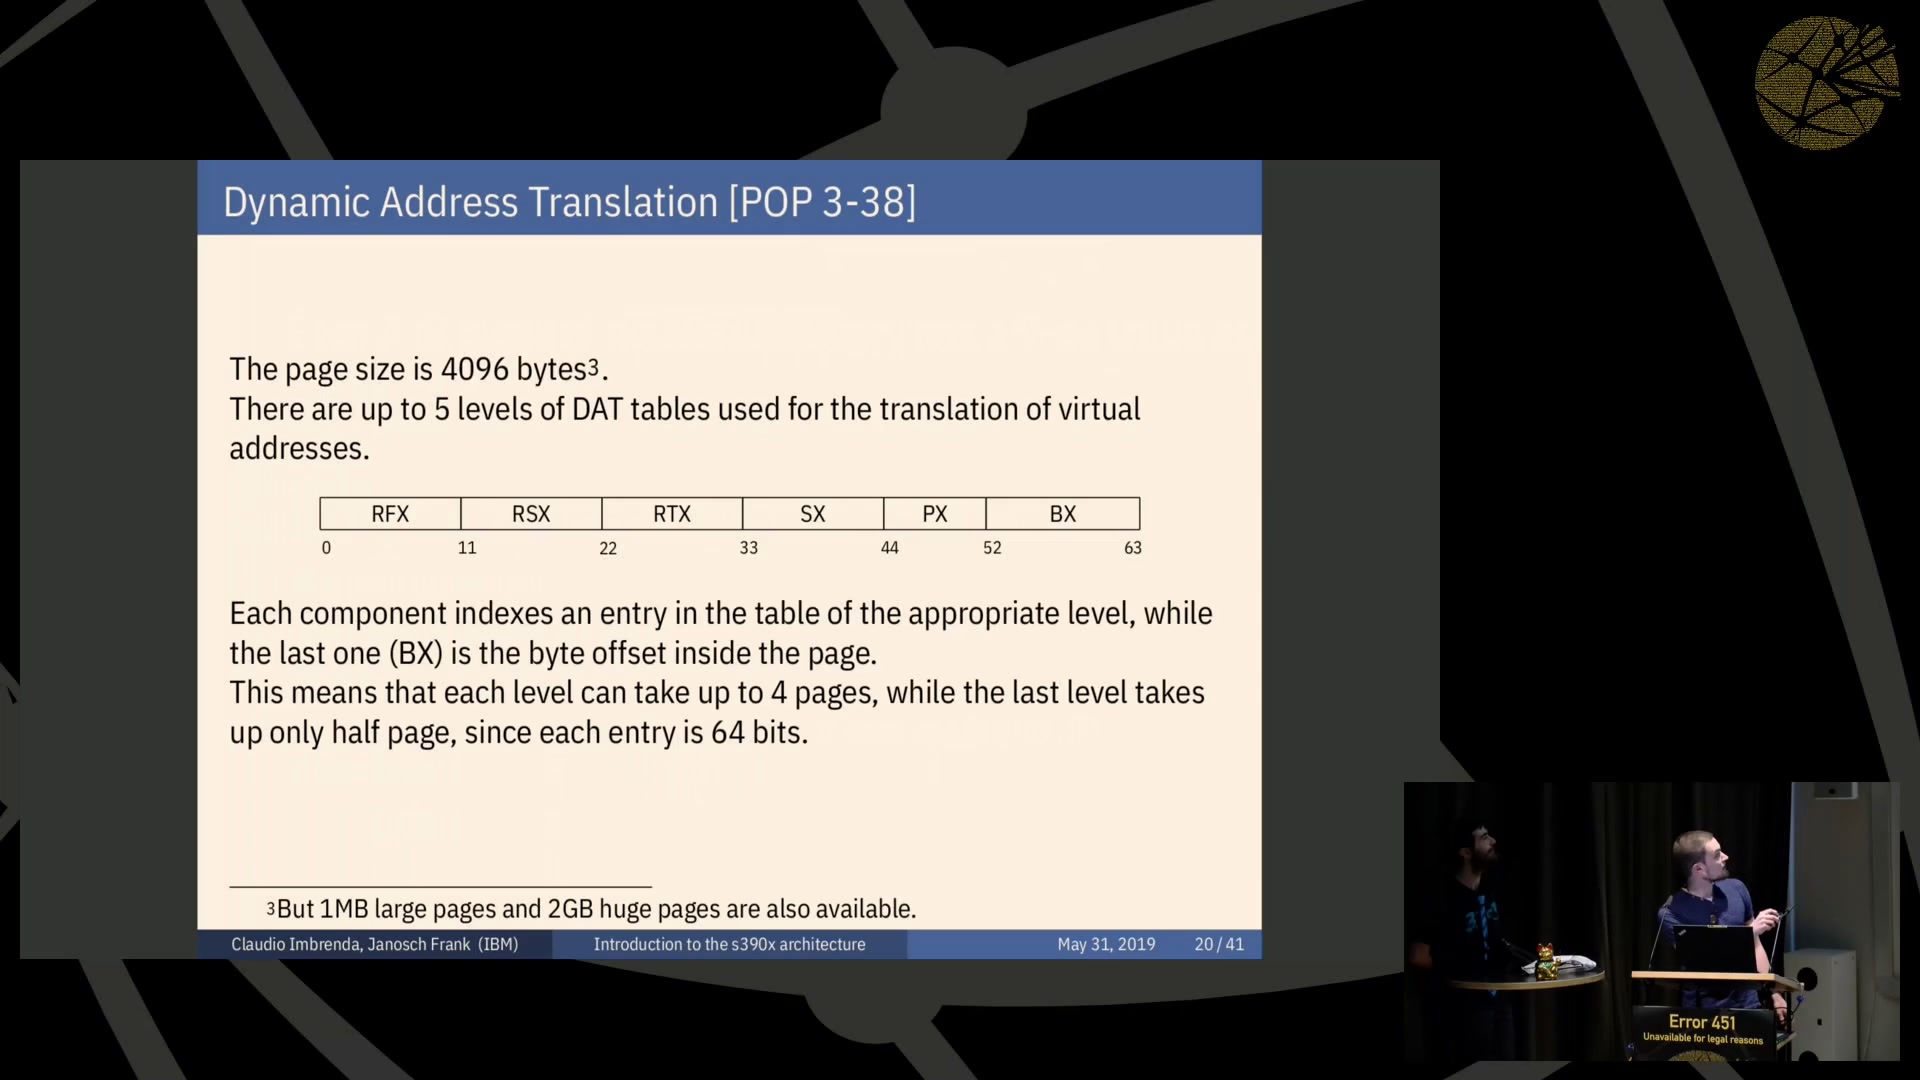 Dynamic Address Translation [POP 3-38]
The page size is 4096 bytes3.
There are up to 5 levels of DAT tables used for the translation of virtual
addresses.
RFX RSX RTX SX PX BX
0 11 22 33 44 52 63
Each component indexes an entry in the table of the appropriate level, while
the last one (BX) is the byte offset inside the page.
This means that each level can take up to 4 pages, while the last level takes
up only half page, since each entry is 64 bits.
3But 1MB large pages and 2GB huge pages are also available.
Claudio Imbrenda, Janosch Frank (IBM) Introduction to the s390x architecture May 31, 2019 20 / 41
Error 451
Unavailable for legal reasons